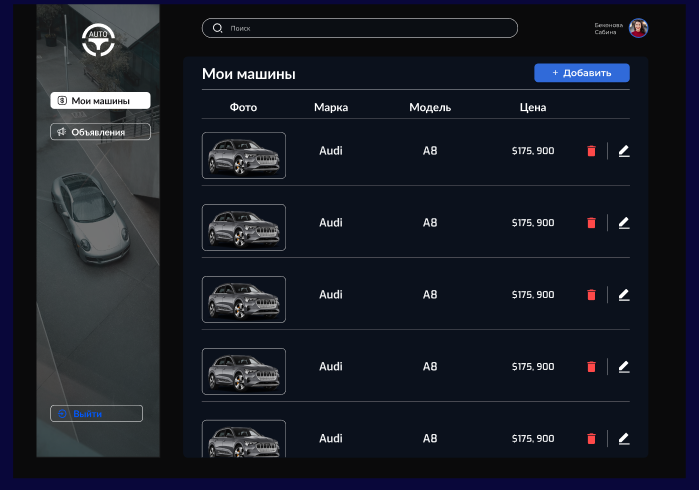 AUTO
Поиск
Бекенова
Сабина
Мои машины
Объявления
Выйти
Мои машины
+ Добавить
Фото Марка Модель Цена
Audi A8 $175, 900
Audi A8 $175, 900
Audi A8 $175, 900
Audi A8 $175, 900
Audi A8 $175, 900